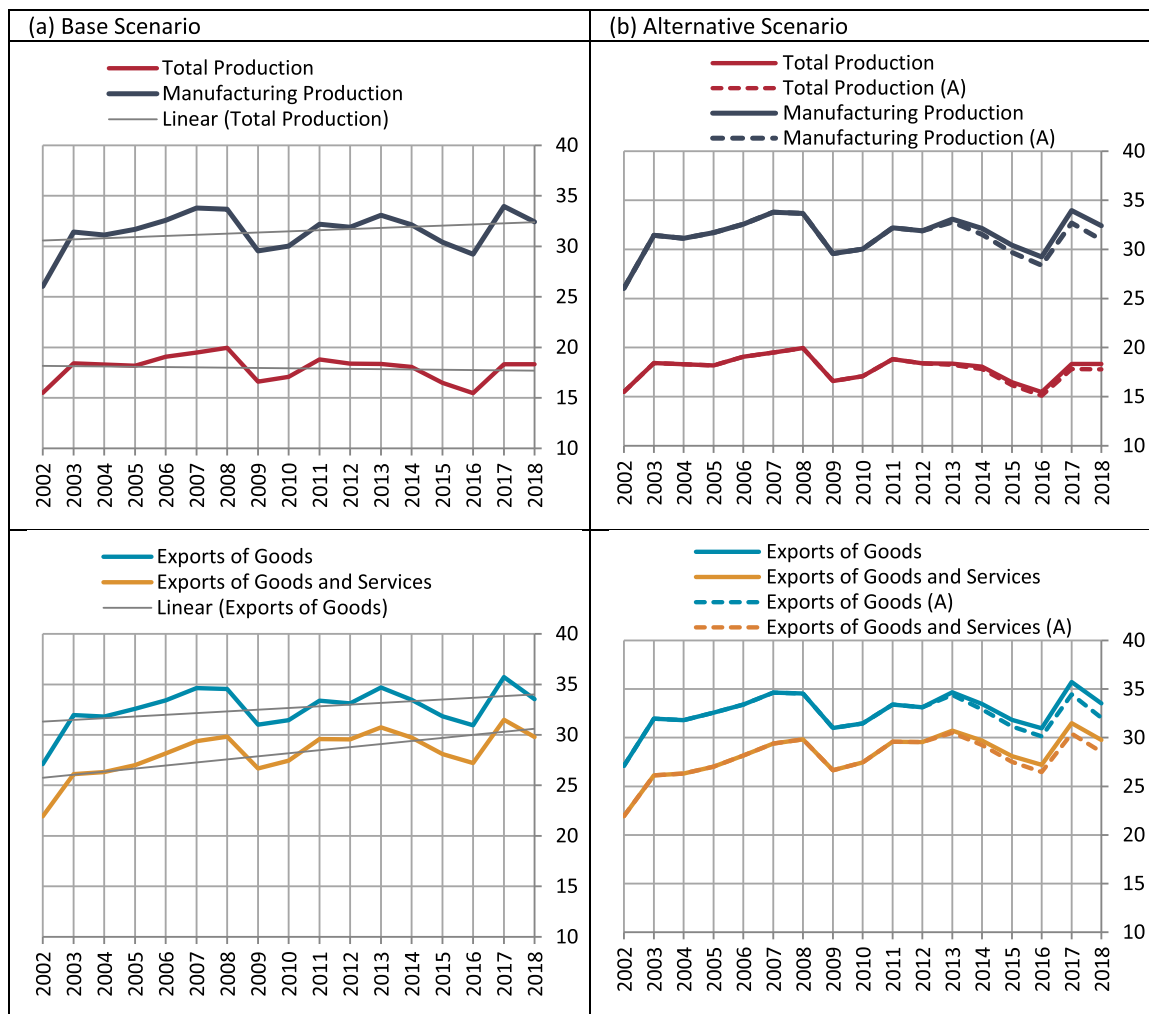 (a) Base Scenario
(b) Alternative Scenario
Total Production
Manufacturing Production
Linear (Total Production)
40
35
30
25
20
15
10
2002 2003 2004 2005 2006 2007 2008 2009 2010 2011 2012 2013 2014 2015 2016 2017 2018
Total Production
Total Production (A)
Manufacturing Production
Manufacturing Production (A)
40
35
30
25
20
15
10
2002 2003 2004 2005 2006 2007 2008 2009 2010 2011 2012 2013 2014 2015 2016 2017 2018
Exports of Goods
Exports of Goods and Services
Linear (Exports of Goods)
40
35
30
25
20
15
10
2002 2003 2004 2005 2006 2007 2008 2009 2010 2011 2012 2013 2014 2015 2016 2017 2018
Exports of Goods
Exports of Goods and Services
Exports of Goods (A)
Exports of Goods and Services (A)
40
35
30
25
20
15
10
2002 2003 2004 2005 2006 2007 2008 2009 2010 2011 2012 2013 2014 2015 2016 2017 2018